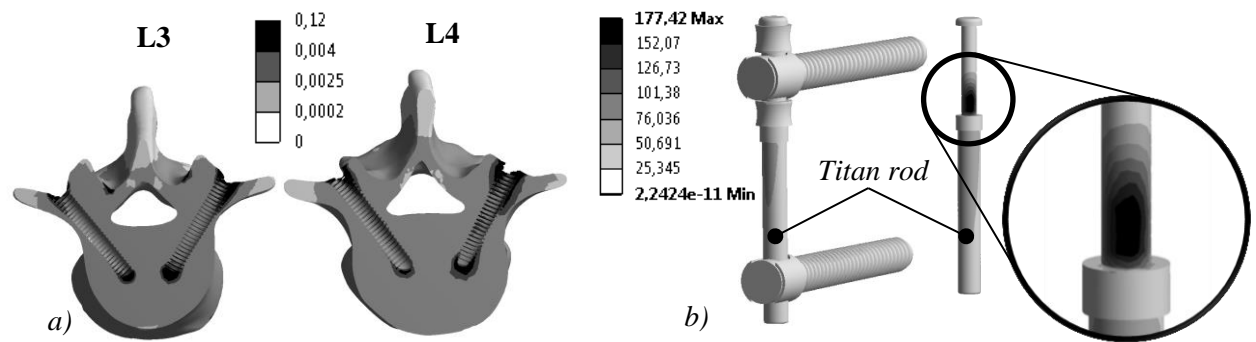 L3
0,12
0,004
0,0025
0,0002
0
L4
a)
177,42 Max
152,07
126,73
101,38
76,036
50,691
25,345
2,2424e-11 Min
Titan rod
b)